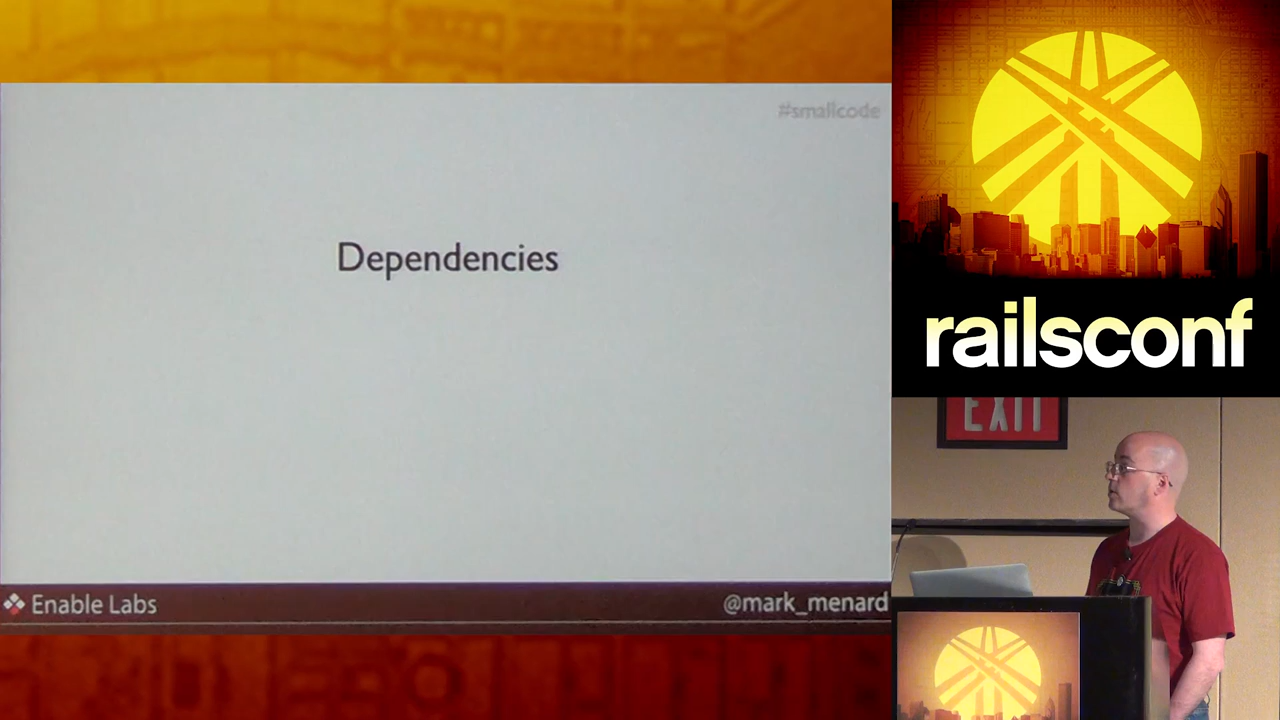 #smallcode
Dependencies
Enable Labs
@mark_menard
railsconf
EXIT